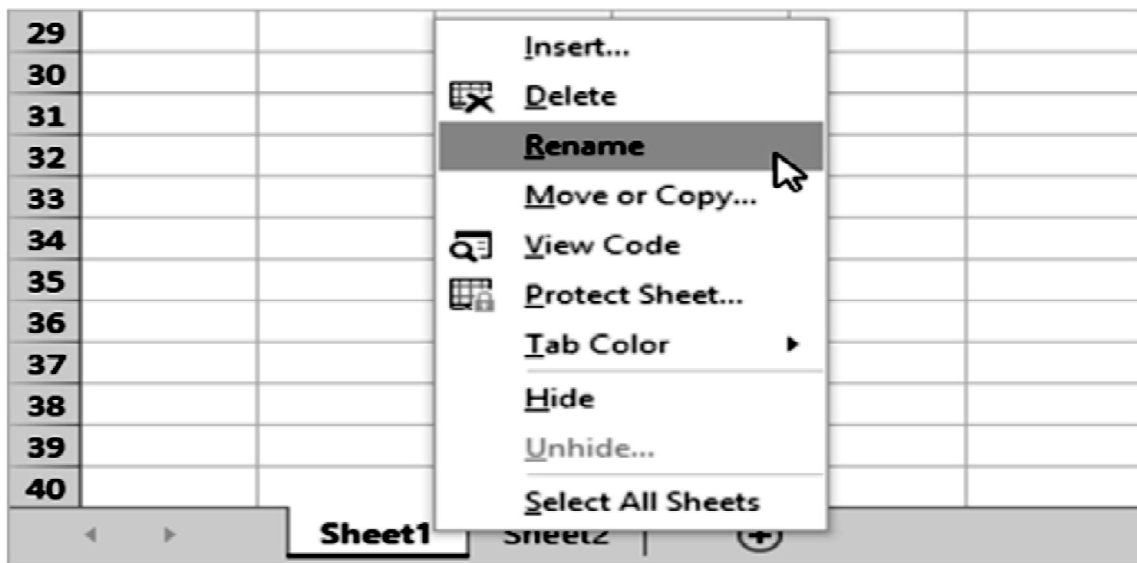 29
30
31
32
33
34
35
36
37
38
39
40
Insert...
Delete
Rename
Move or Copy...
View Code
Protect Sheet...
Tab Color
Hide
Unhide...
Select All Sheets
Sheet1 Sheet2